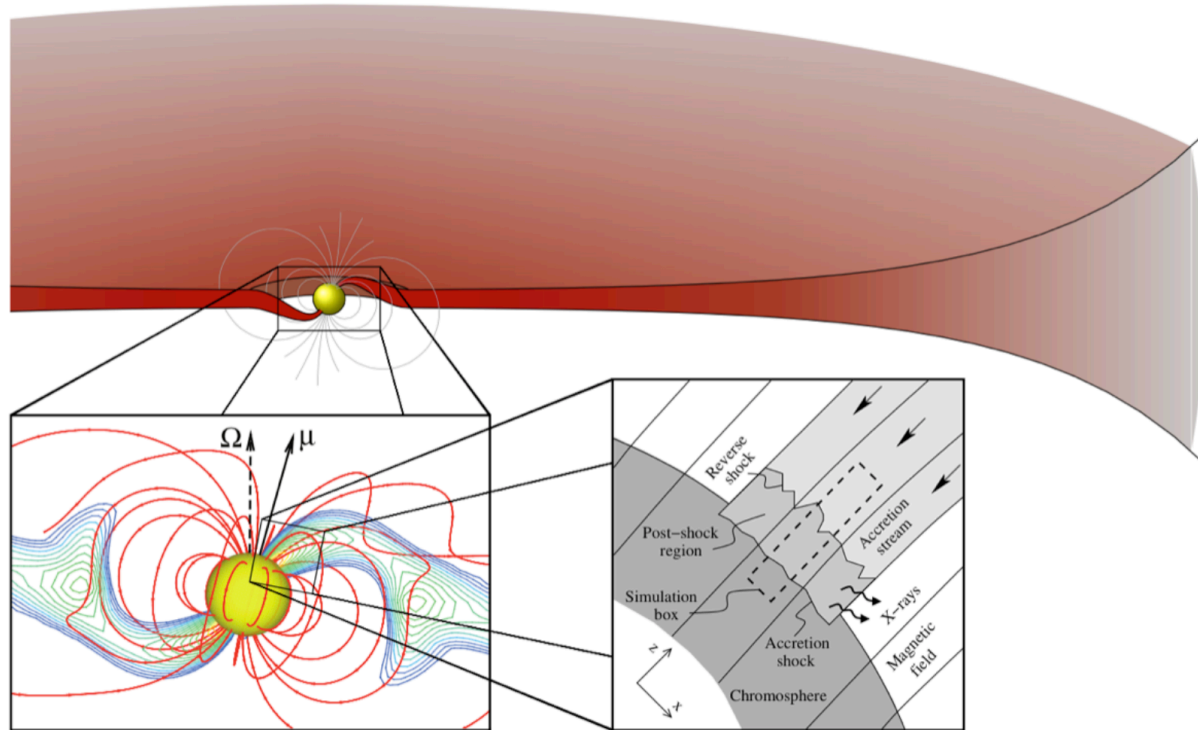 Ω
μ
Reverse
shock
Post−shock
region
Simulation
box
Accretion
stream
X−rays
Accretion
shock
Magnetic
field
Chromosphere
z
x